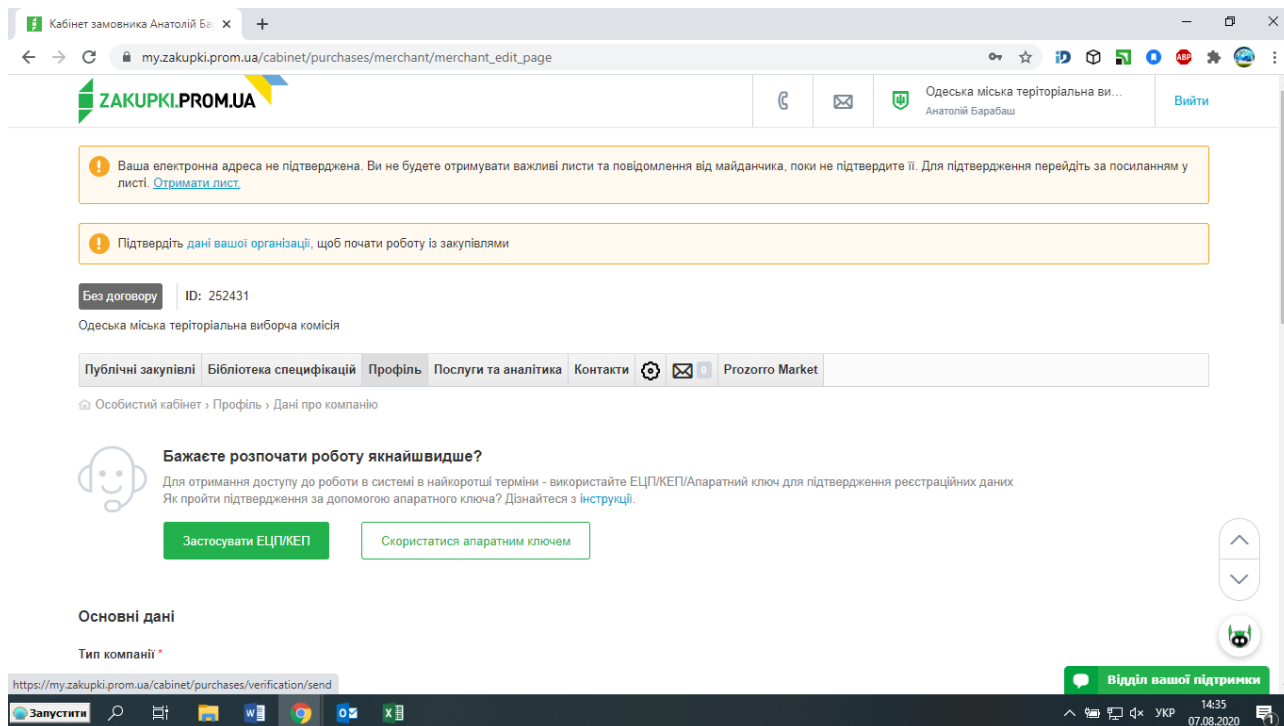 Кабінет замовника Анатолій Ба
my.zakupki.prom.ua/cabinet/purchases/merchant/merchant_edit_page
ABP
ZAKUPKI.PROM.UA
Одеська міська теріторіальна ви...
Анатолій Барабаш
Вийти
Ваша електронна адреса не підтверджена. Ви не будете отримувати важливі листи та повідомлення від майданчика, поки не підтвердите її. Для підтвердження перейдіть за посиланням у
листі. Отримати лист.
Підтвердіть дані вашої організації, щоб почати роботу із закупівлями
Без договору ID: 252431
Одеська міська теріторіальна виборча комісія
Публічні закупівлі Бібліотека специфікацій Профіль Послуги та аналітика Контакти 0 Prozorro Market
Особистий кабінет › Профіль › Дані про компанію
Бажаєте розпочати роботу якнайшвидше?
Для отримання доступу до роботи в системі в найкоротші терміни - використайте ЕЦП/КЕП/Апаратний ключ для підтвердження реєстраційних даних
Як пройти підтвердження за допомогою апаратного ключа? Дізнайтеся з інструкції.
Застосувати ЕЦП/КЕП Скористатися апаратним ключем
Основні дані
Тип компанії *
https://my.zakupki.prom.ua/cabinet/purchases/verification/send
Відділ вашої підтримки
Запустити
УКР
14:35
07.08.2020